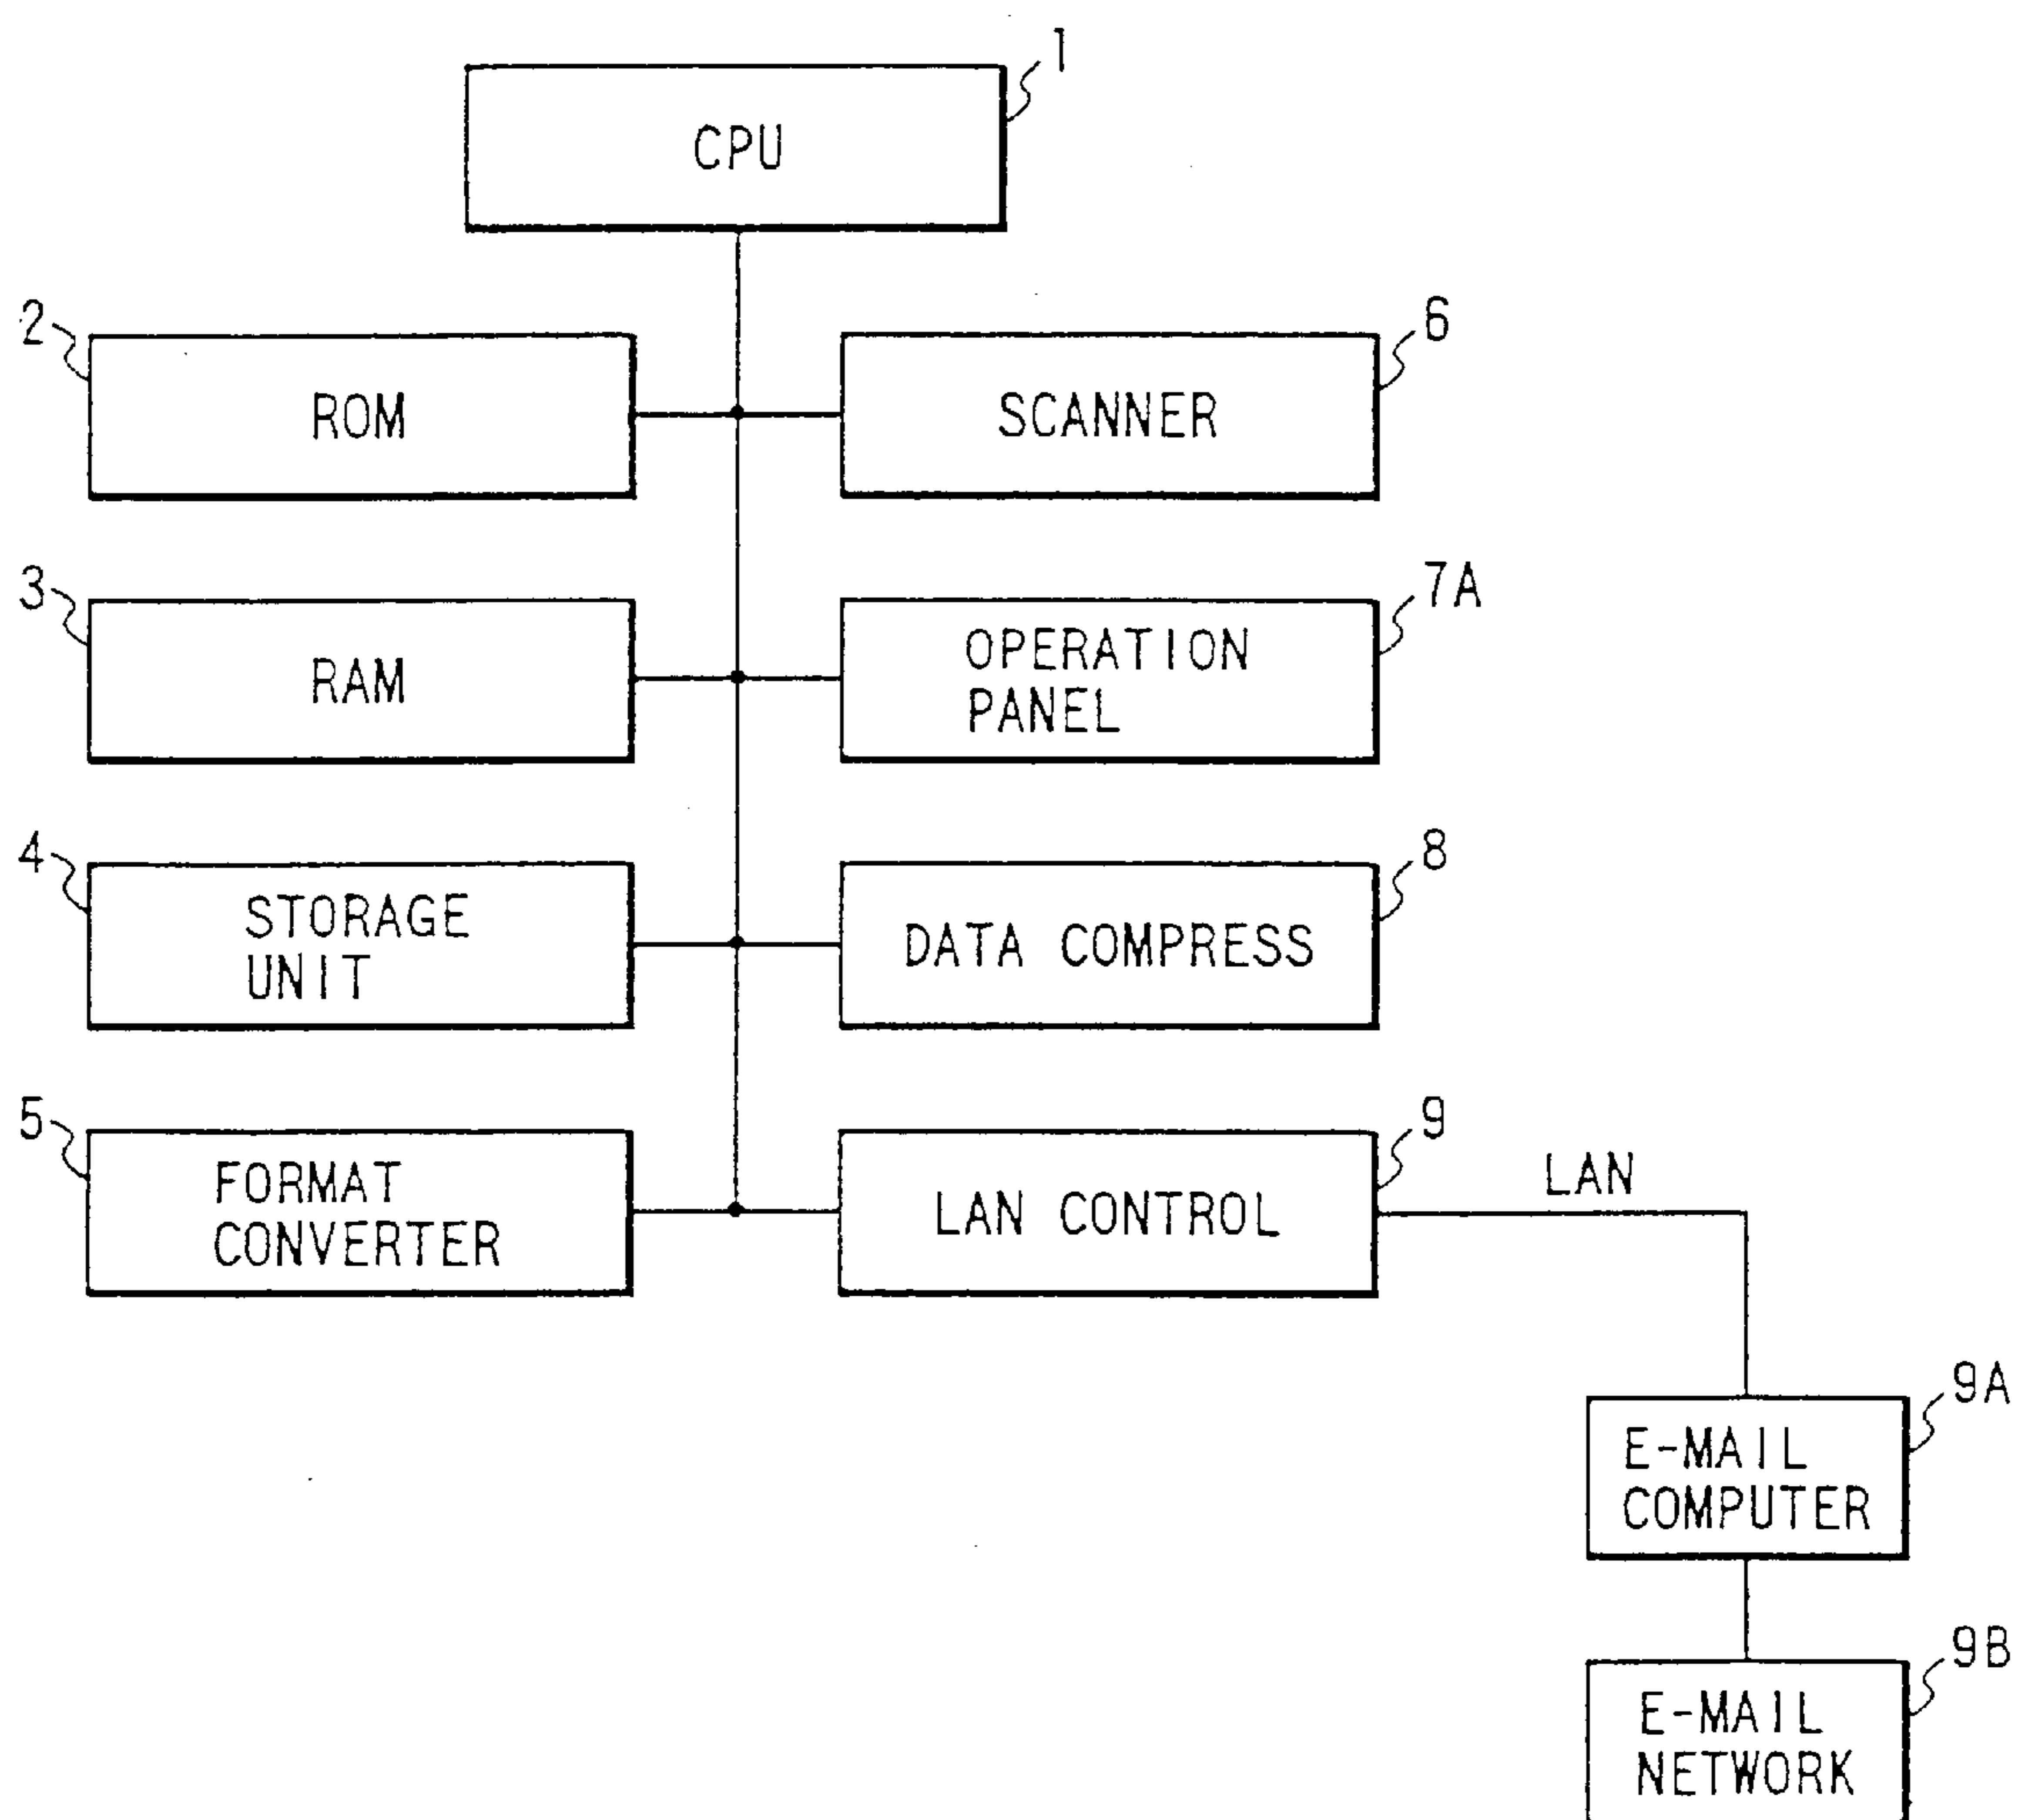 1
CPU
2
ROM
6
SCANNER
3
RAM
7A
OPERATION
PANEL
4
STORAGE
UNIT
8
DATA COMPRESS
5
FORMAT
CONVERTER
9
LAN CONTROL
LAN
9A
E-MAIL
COMPUTER
9B
E-MAIL
NETWORK